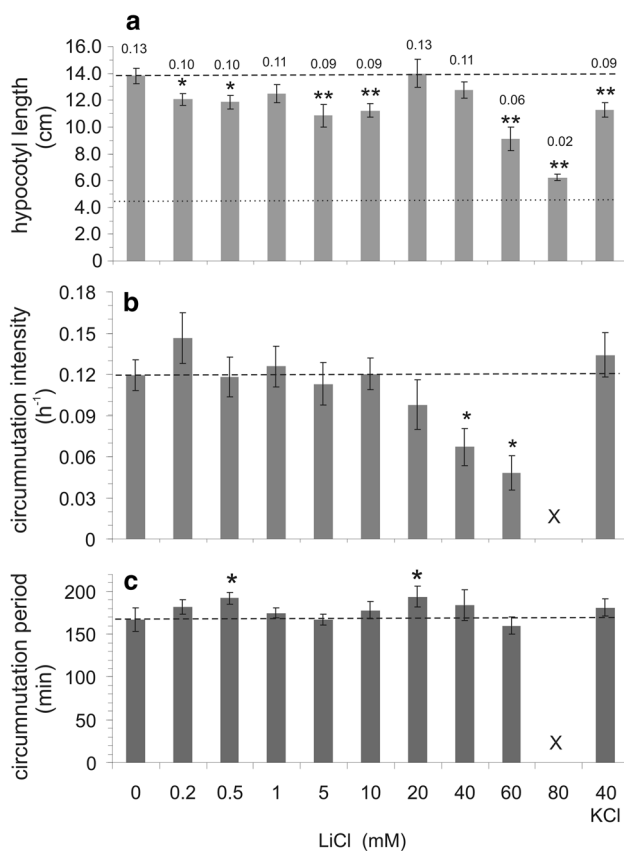 a
hypocotyl length
(cm)
16.0
14.0
12.0
10.0
8.0
6.0
4.0
2.0
0
0.13 0.10 0.10 0.11 0.09 0.09 0.13 0.11 0.06 0.02 0.09
* * ** ** ** ** **
b
circumnutation intensity
(h⁻¹)
0.18
0.15
0.12
0.09
0.06
0.03
0
* * X
c
circumnutation period
(min)
200
150
100
50
0
* * X
0 0.2 0.5 1 5 10 20 40 60 80 40
KCl
LiCl (mM)